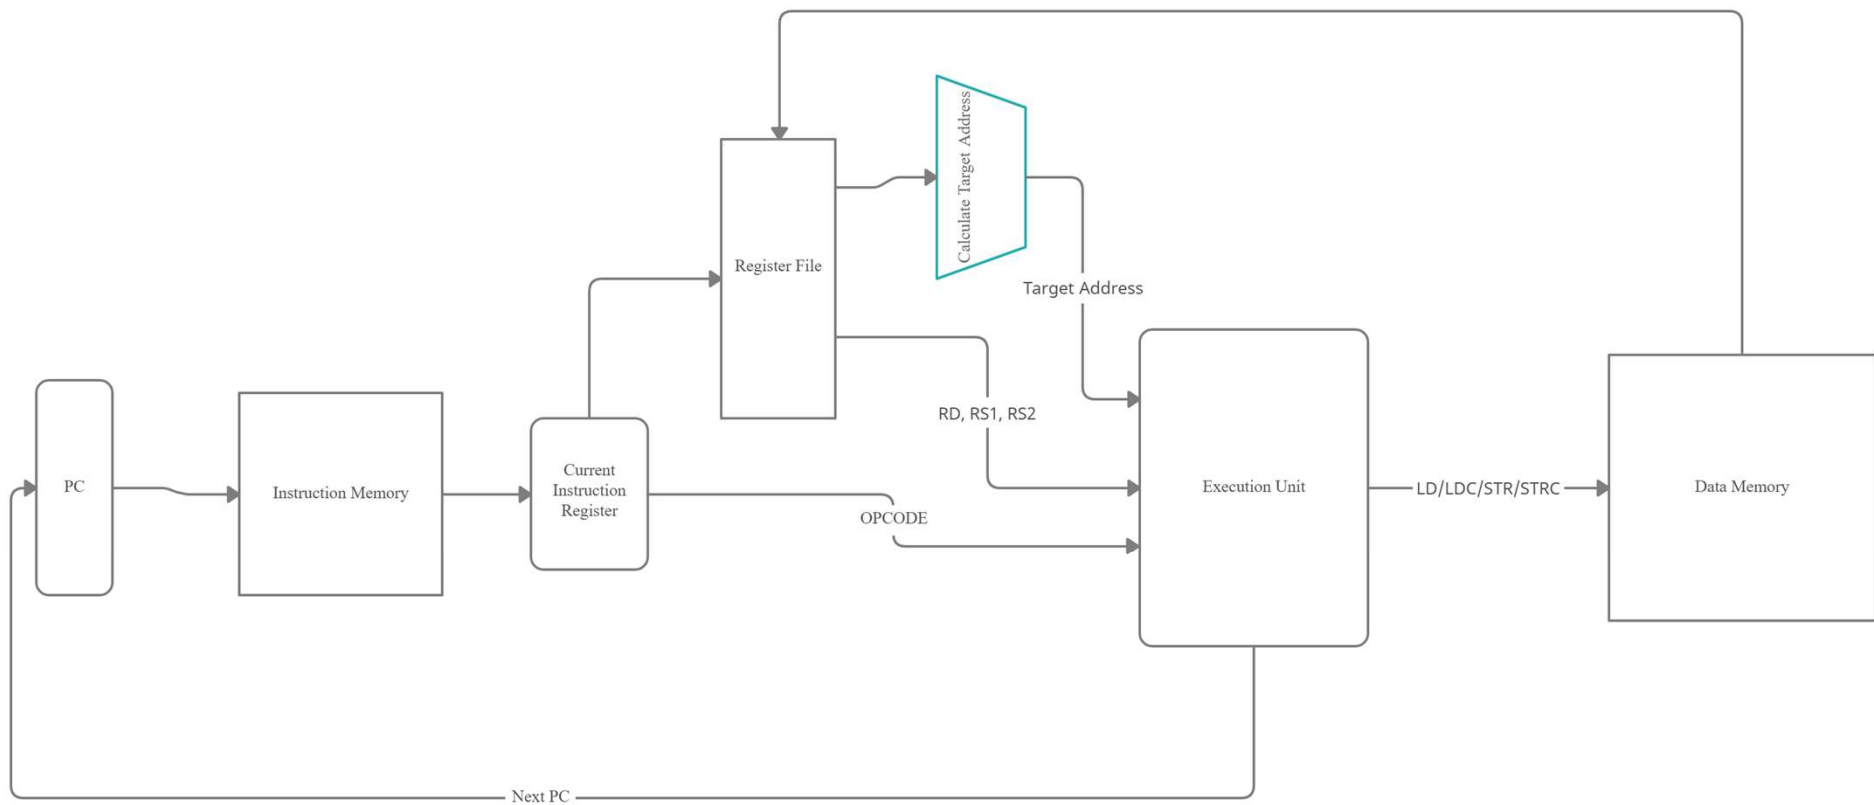 Calculate Target Address
Register File
Target Address
RD, RS1, RS2
PC
Instruction Memory
Current
Instruction
Register
OPCODE
Execution Unit
LD/LDC/STR/STRC
Data Memory
Next PC